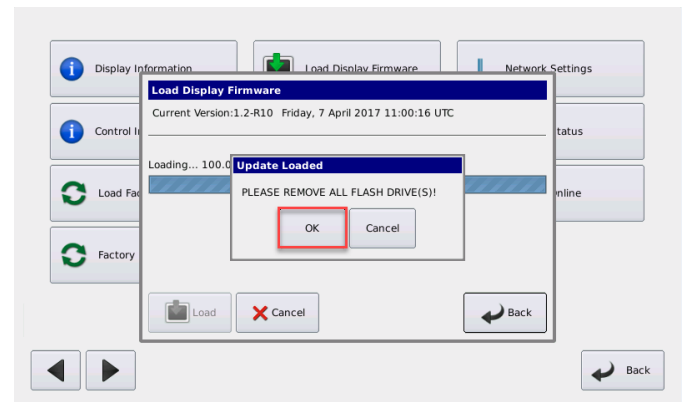 Display Information
Load Display Firmware
Network Settings
Load Display Firmware
Current Version:1.2-R10 Friday, 7 April 2017 11:00:16 UTC
Control I
tatus
Loading... 100.0
Update Loaded
PLEASE REMOVE ALL FLASH DRIVE(S)!
Load Fac
nline
OK
Cancel
Factory
Load
Cancel
Back
Back